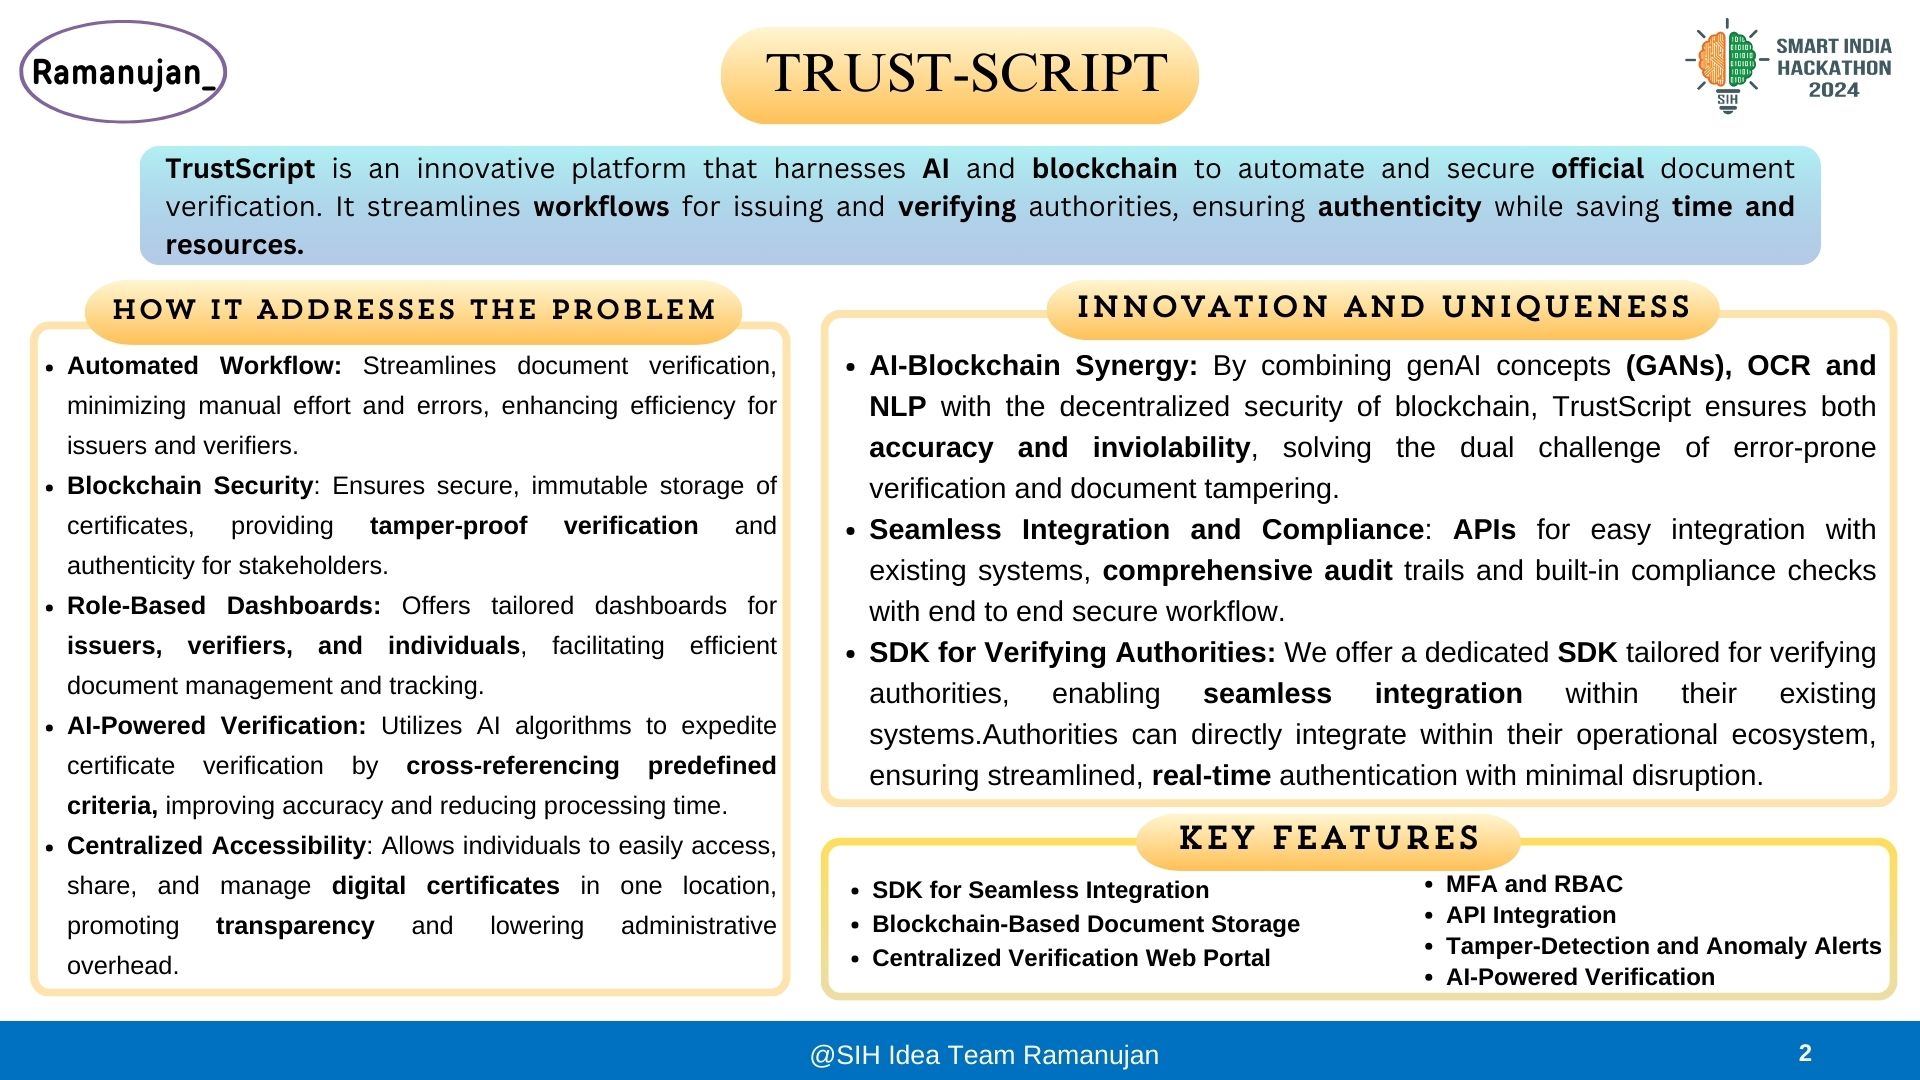 Ramanujan_
TRUST-SCRIPT
SMART INDIA
HACKATHON
2024
SIH
TrustScript is an innovative platform that harnesses AI and blockchain to automate and secure official document
verification. It streamlines workflows for issuing and verifying authorities, ensuring authenticity while saving time and
resources.
HOW IT ADDRESSES THE PROBLEM
• Automated Workflow: Streamlines document verification,
minimizing manual effort and errors, enhancing efficiency for
issuers and verifiers.
• Blockchain Security: Ensures secure, immutable storage of
certificates, providing tamper-proof verification and
authenticity for stakeholders.
• Role-Based Dashboards: Offers tailored dashboards for
issuers, verifiers, and individuals, facilitating efficient
document management and tracking.
• AI-Powered Verification: Utilizes AI algorithms to expedite
certificate verification by cross-referencing predefined
criteria, improving accuracy and reducing processing time.
• Centralized Accessibility: Allows individuals to easily access,
share, and manage digital certificates in one location,
promoting transparency and lowering administrative
overhead.
INNOVATION AND UNIQUENESS
• AI-Blockchain Synergy: By combining genAI concepts (GANs), OCR and
NLP with the decentralized security of blockchain, TrustScript ensures both
accuracy and inviolability, solving the dual challenge of error-prone
verification and document tampering.
• Seamless Integration and Compliance: APIs for easy integration with
existing systems, comprehensive audit trails and built-in compliance checks
with end to end secure workflow.
• SDK for Verifying Authorities: We offer a dedicated SDK tailored for verifying
authorities, enabling seamless integration within their existing
systems.Authorities can directly integrate within their operational ecosystem,
ensuring streamlined, real-time authentication with minimal disruption.
KEY FEATURES
• SDK for Seamless Integration
• Blockchain-Based Document Storage
• Centralized Verification Web Portal
• MFA and RBAC
• API Integration
• Tamper-Detection and Anomaly Alerts
• AI-Powered Verification
@SIH Idea Team Ramanujan
2